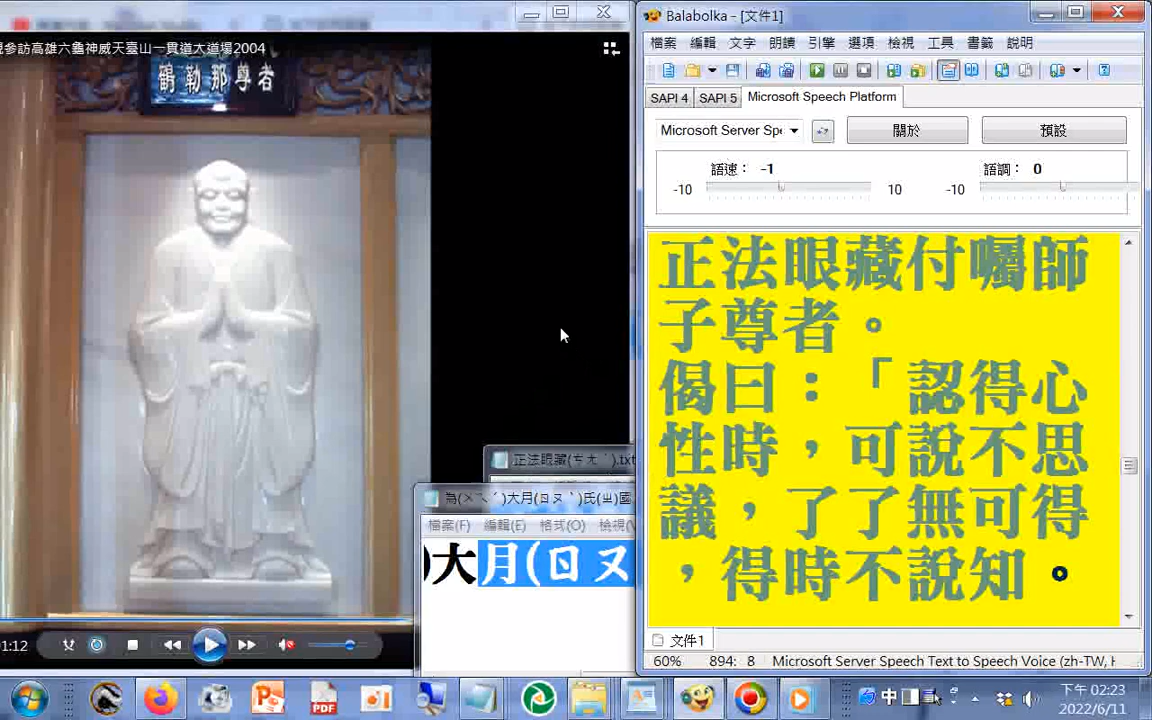 參訪高雄六龜神威天臺山一貫道大道場2004
鶴勒那尊者
1:12
正法眼藏(ㄘㄤˊ).txt
為(ㄨㄟˊ)大月(ㄖㄡˋ)氏(ㄓ)國
檔案(F) 編輯(E) 格式(O) 檢視(V)
)大月(ㄖㄡ
Balabolka - [文件1]
檔案 編輯 文字 朗讀 引擎 選項 檢視 工具 書籤 說明
SAPI 4 SAPI 5 Microsoft Speech Platform
Microsoft Server Spe 關於 預設
語速： -1 語調： 0
-10 10 -10
正法眼藏付囑師
子尊者。
偈曰：「認得心
性時，可說不思
議，了了無可得
，得時不說知。
文件1
60% 894: 8 Microsoft Server Speech Text to Speech Voice (zh-TW, H
中
下午 02:23
2022/6/11